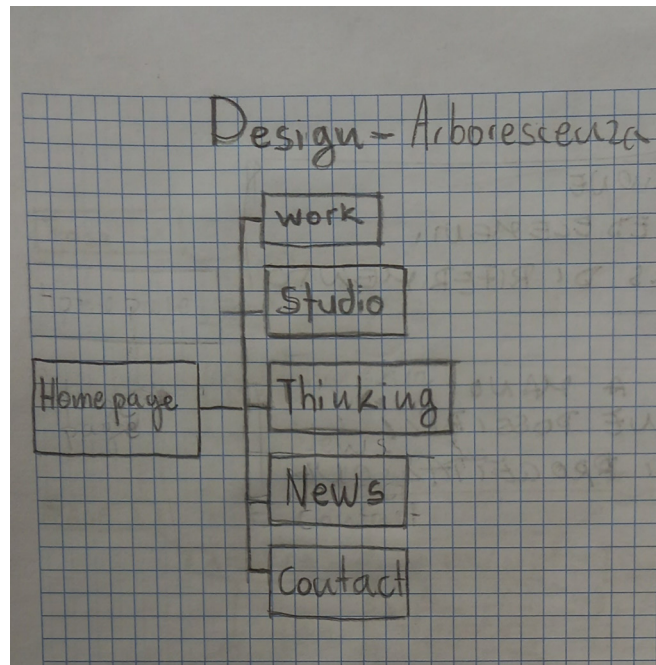 Design - Arborescenza
work
Studio
Homepage
Thinking
News
Contact